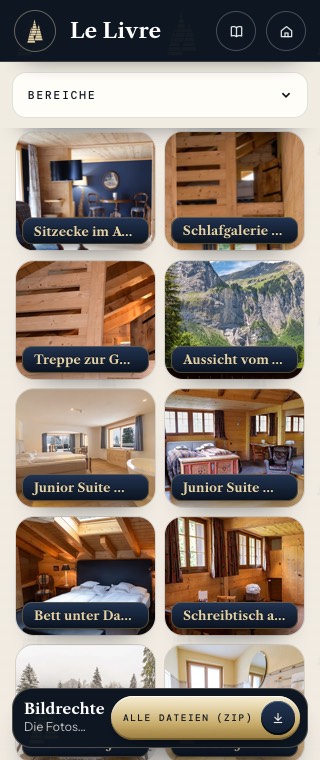 Le Livre
BEREICHE
Sitzecke im A...
Schlafgalerie ...
Treppe zur G...
Aussicht vom ...
Junior Suite ...
Junior Suite ...
Bett unter Da...
Schreibtisch a...
Bildrechte
Die Fotos...
ALLE DATEIEN (ZIP)